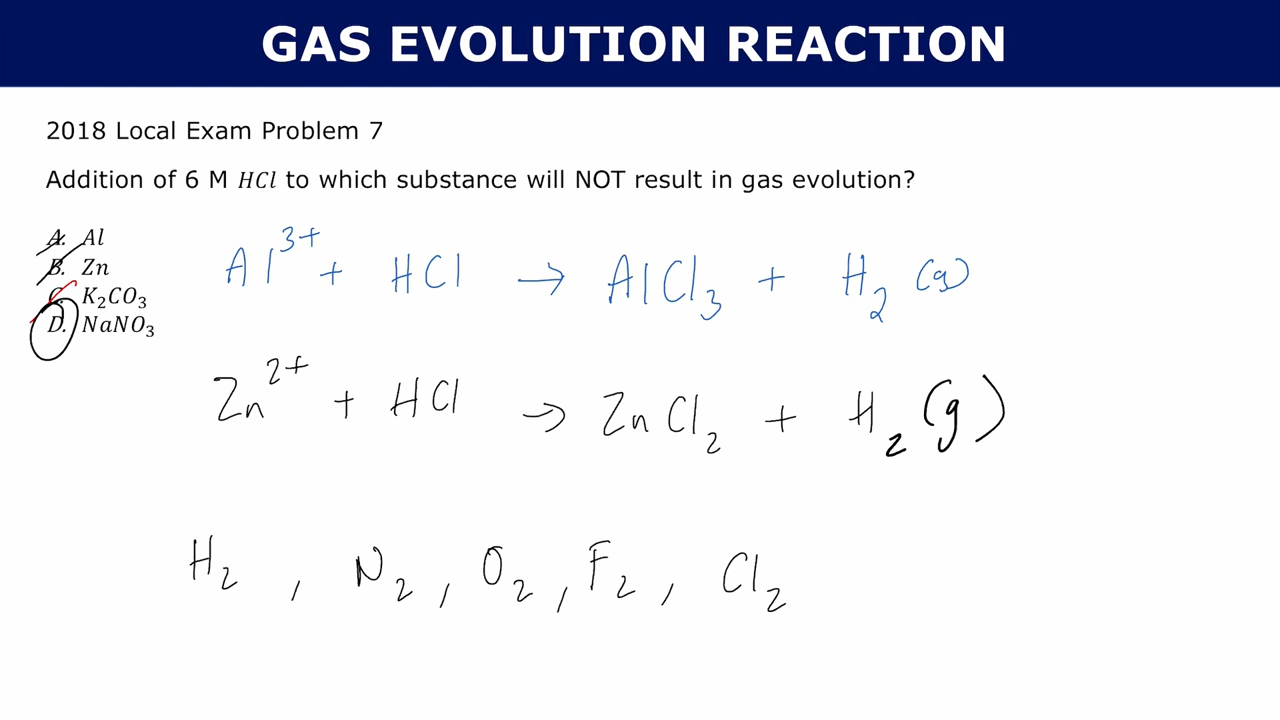 GAS EVOLUTION REACTION
2018 Local Exam Problem 7
Addition of 6 M HCl to which substance will NOT result in gas evolution?
A. Al
B. Zn
C. K₂CO₃
D. NaNO₃
Al³⁺ + HCl → AlCl₃ + H₂ (g)
Zn²⁺ + HCl → ZnCl₂ + H₂ (g)
H₂ , N₂ , O₂ , F₂ , Cl₂